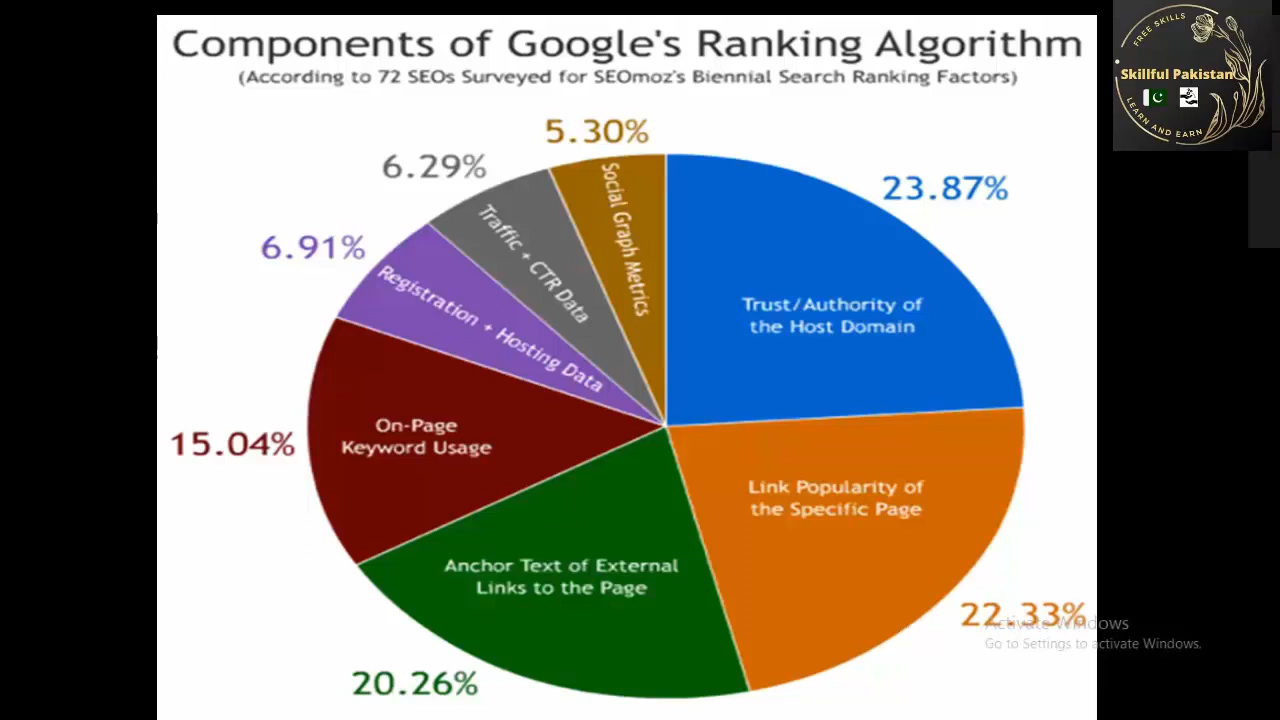 Components of Google's Ranking Algorithm
(According to 72 SEOs Surveyed for SEOmoz's Biennial Search Ranking Factors)
FREE SKILLS
Skillful Pakistan
LEARN AND EARN
5.30%
6.29%
23.87%
6.91%
Social Graph Metrics
Traffic + CTR Data
Registration + Hosting Data
Trust/Authority of
the Host Domain
On-Page
Keyword Usage
15.04%
Link Popularity of
the Specific Page
Anchor Text of External
Links to the Page
22.33%
Activate Windows
Go to Settings to activate Windows.
20.26%